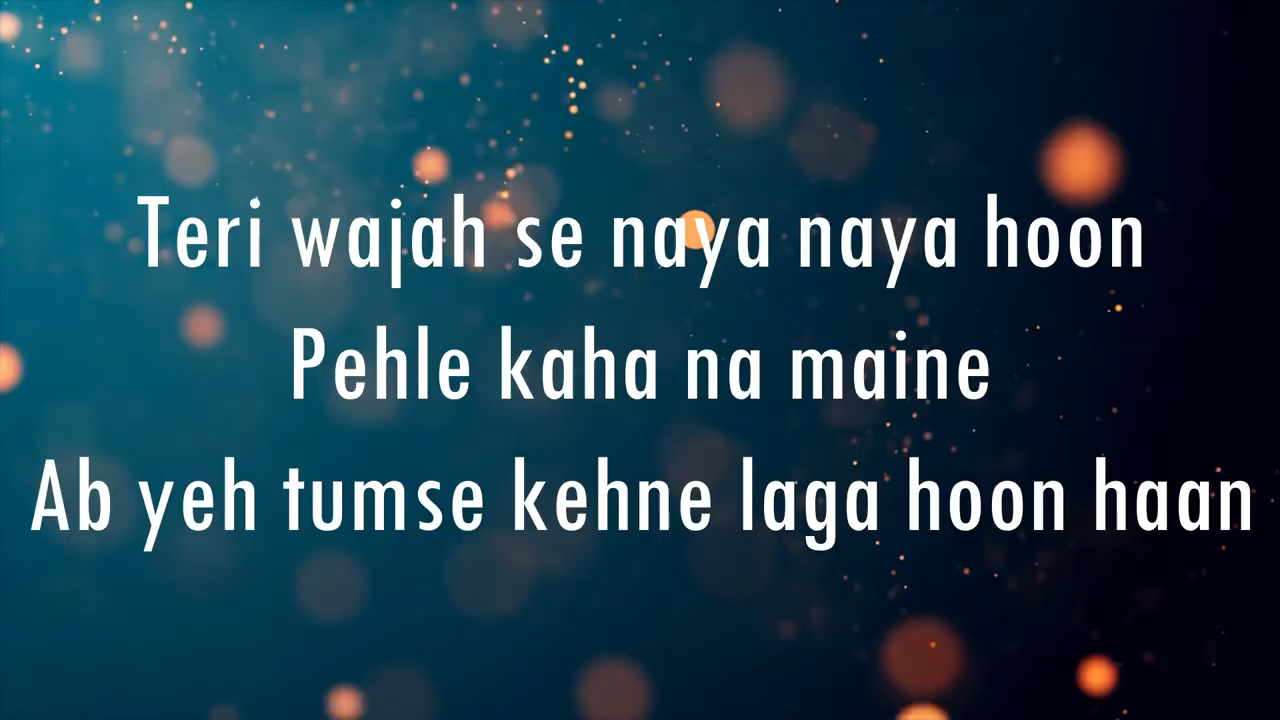 Teri wajah se naya naya hoon
Pehle kaha na maine
Ab yeh tumse kehne laga hoon haan